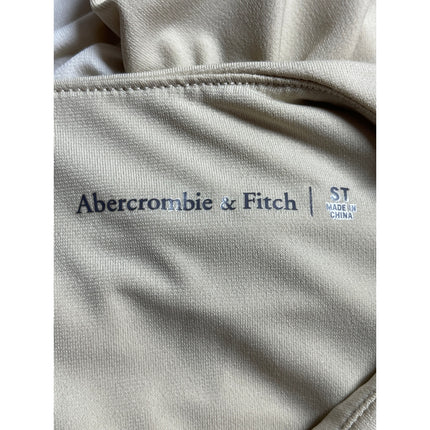 Abercrombie & Fitch | ST
MADE IN
CHINA